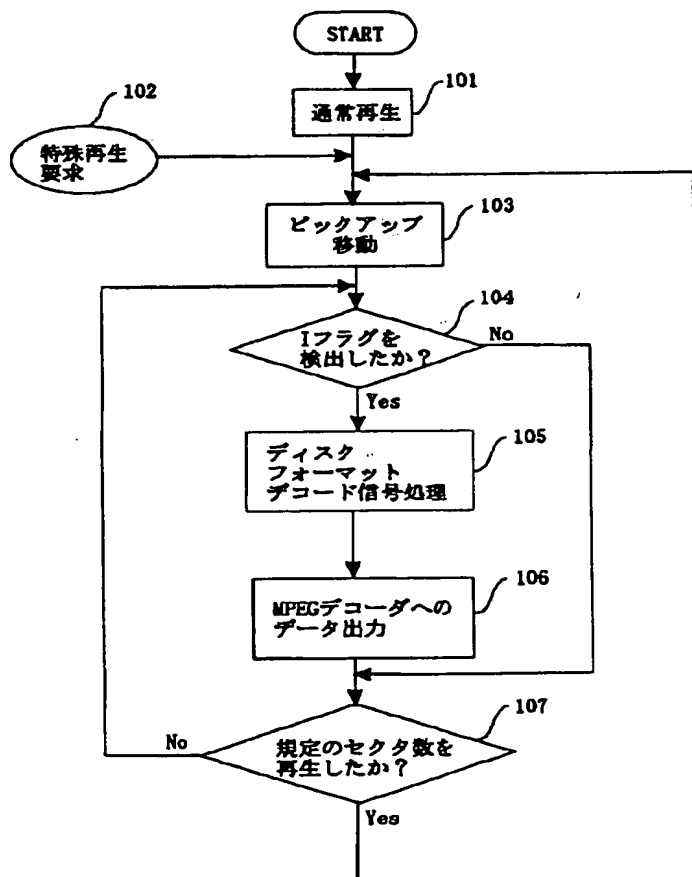 START
101
通常再生
102
特殊再生
要求
103
ピックアップ
移動
104
Iフラグを
検出したか？
No
Yes
105
ディスク
フォーマット
デコード信号処理
106
MPEGデコーダへの
データ出力
107
No
規定のセクタ数を
再生したか？
Yes